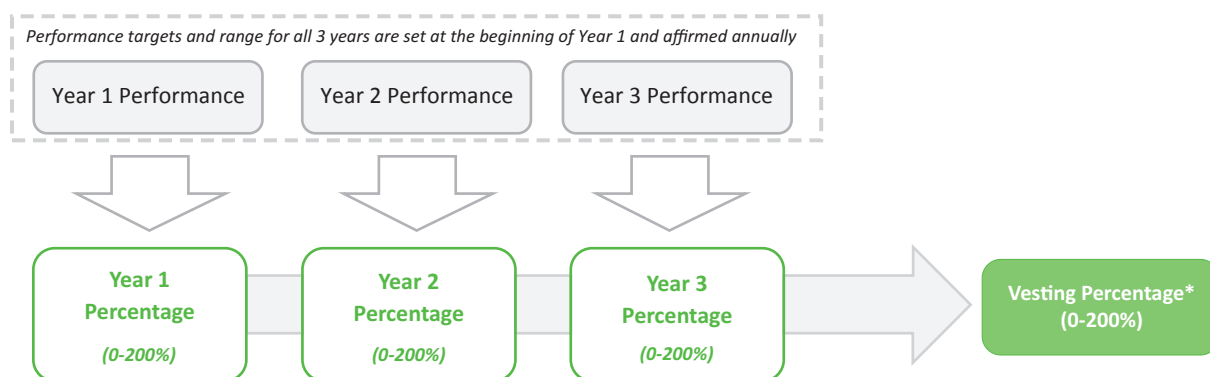 Performance targets and range for all 3 years are set at the beginning of Year 1 and affirmed annually
Year 1 Performance
Year 2 Performance
Year 3 Performance
Year 1
Percentage
(0-200%)
Year 2
Percentage
(0-200%)
Year 3
Percentage
(0-200%)
Vesting Percentage*
(0-200%)